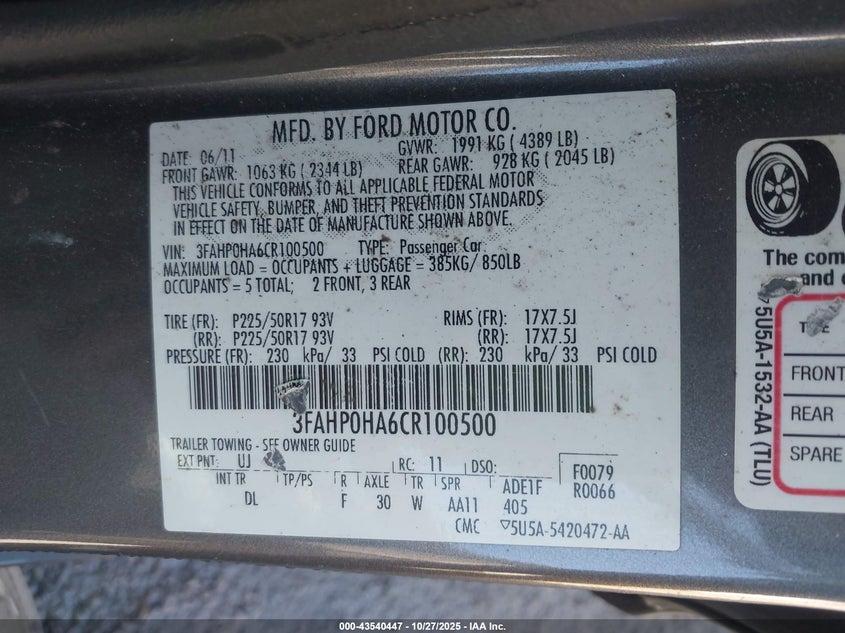 MFD. BY FORD MOTOR CO.
DATE 06/11 GVWR: 1991 KG ( 4389 LB)
FRONT GAWR: 1063 KG ( 2344 LB) REAR GAWR: 928 KG ( 2045 LB)
THIS VEHICLE CONFORMS TO ALL APPLICABLE FEDERAL MOTOR
VEHICLE SAFETY, BUMPER, AND THEFT PREVENTION STANDARDS
IN EFFECT ON THE DATE OF MANUFACTURE SHOWN ABOVE.
VIN: 3FAHP0HA6CR100500 TYPE: Passenger Car
MAXIMUM LOAD = OCCUPANTS + LUGGAGE = 385KG/ 850LB
OCCUPANTS = 5 TOTAL; 2 FRONT, 3 REAR
TIRE (FR): P225/50R17 93V RIMS (FR): 17X7.5J
(RR): P225/50R17 93V (RR): 17X7.5J
PRESSURE (FR): 230 kPa/ 33 PSI COLD (RR): 230 kPa/ 33 PSI COLD
3FAHP0HA6CR100500
TRAILER TOWING - SEE OWNER GUIDE
EXT PNT: UJ RC: 11 DSO: F0079
INT TR TP/PS R AXLE TR SPR ADE1F R0066
DL F 30 W AA11 405
CMC ▽5U5A-5420472-AA
The com
and
▽5U5A-1532-AA (TLU)
FRONT
REAR
SPARE
000-43540447 | 10/27/2025 | IAA Inc.